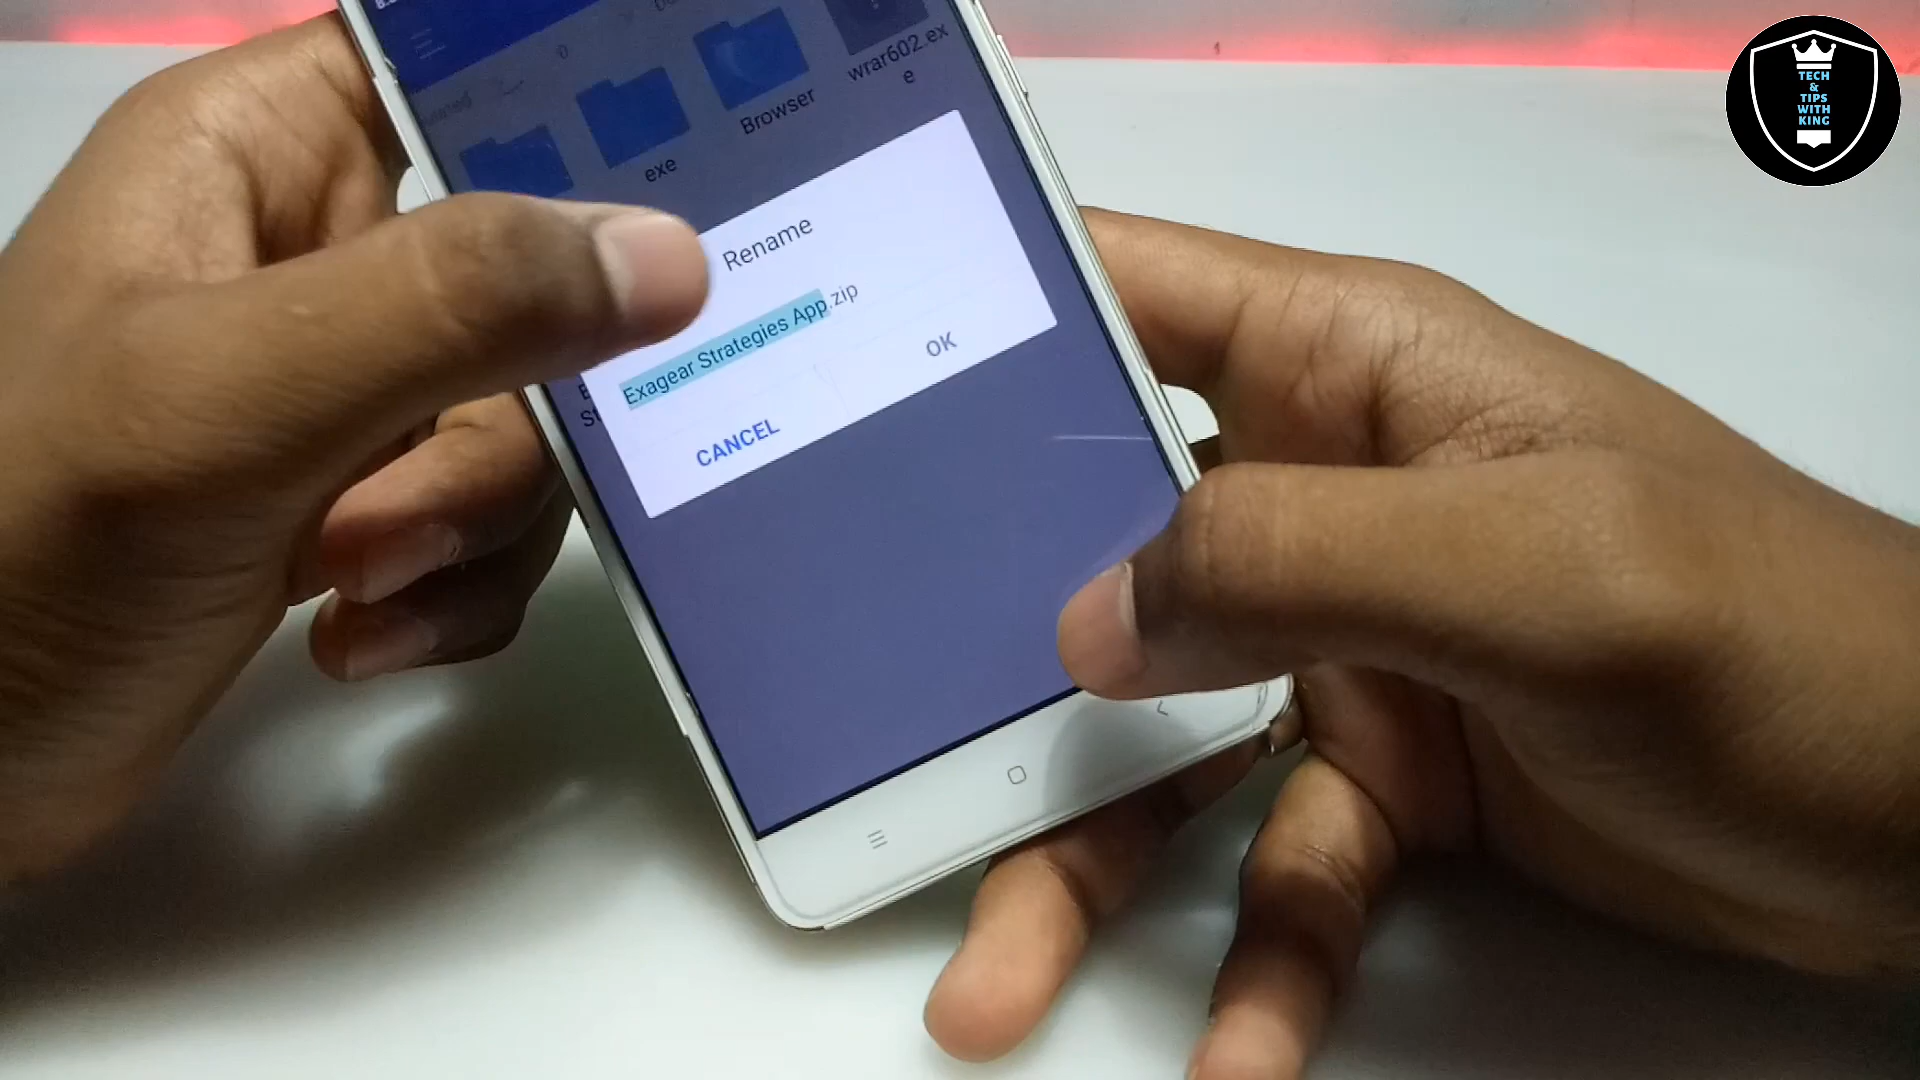 wrar602.ex
e
Browser
exe
Rename
Exagear Strategies App.zip
OK
CANCEL
TECH
&
TIPS
WITH
KING